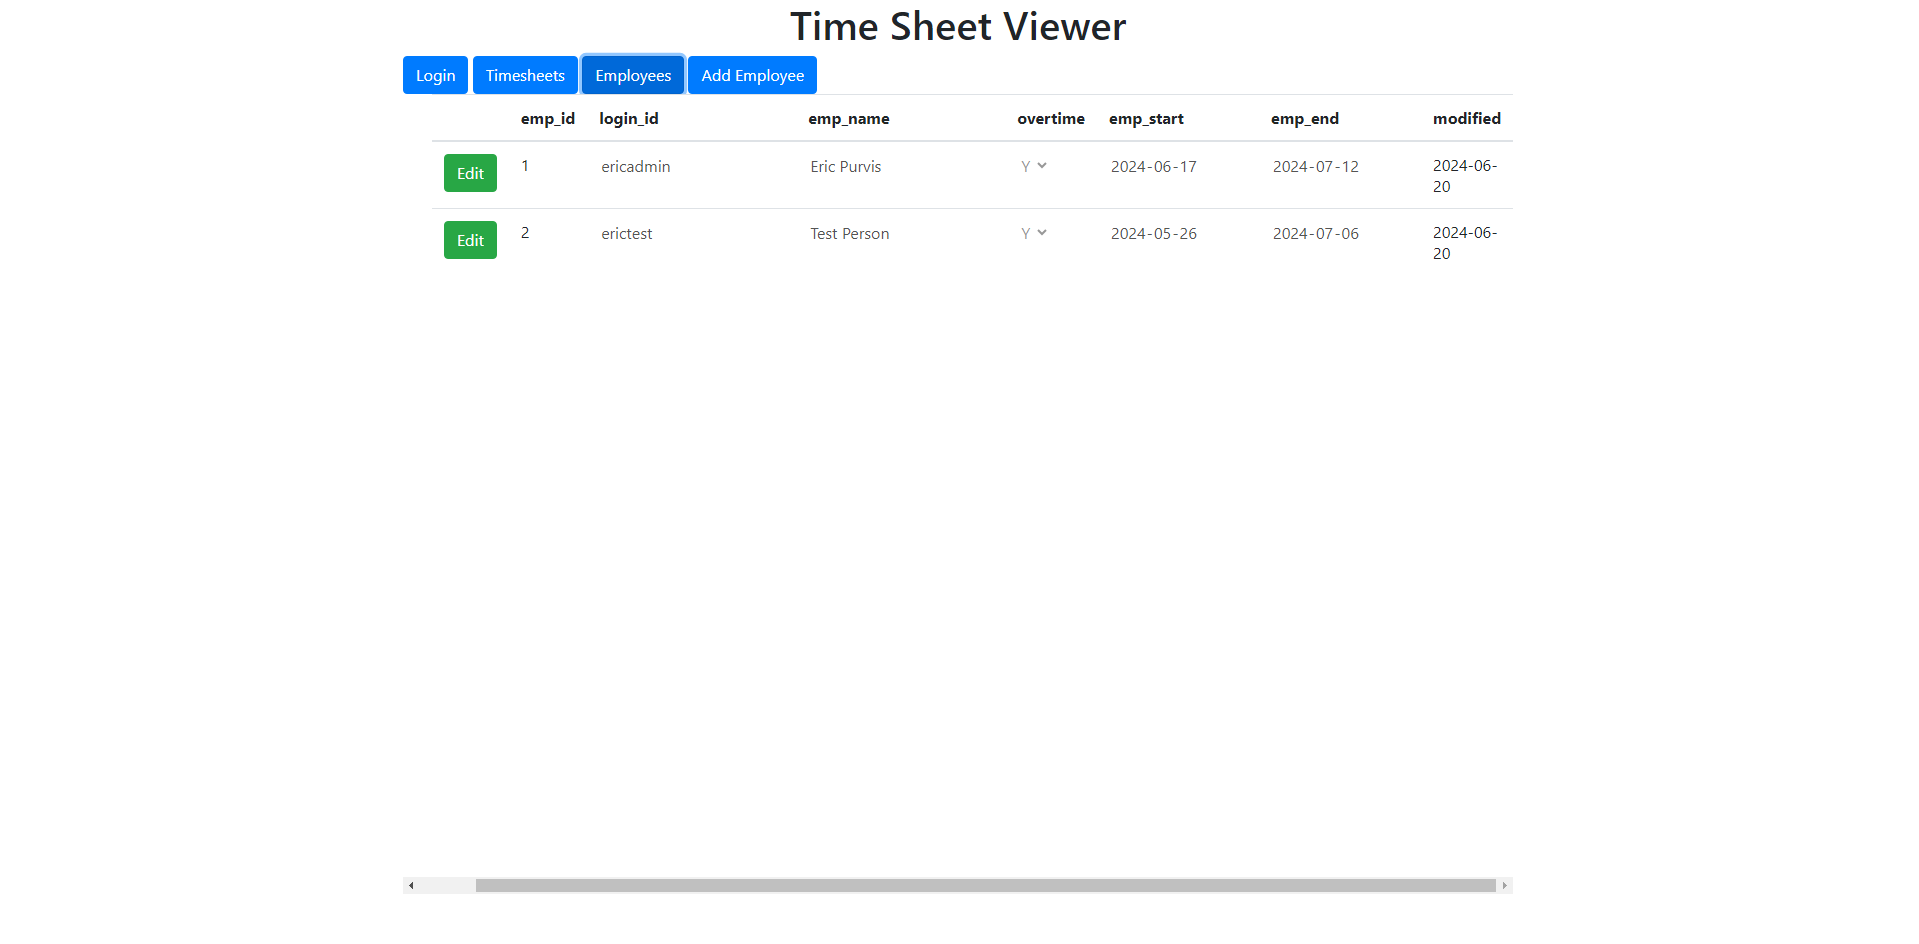 Time Sheet Viewer
Login Timesheets Employees Add Employee
emp_id login_id emp_name overtime emp_start emp_end modified
Edit 1 ericadmin Eric Purvis Y 2024-06-17 2024-07-12 2024-06-
20
Edit 2 erictest Test Person Y 2024-05-26 2024-07-06 2024-06-
20